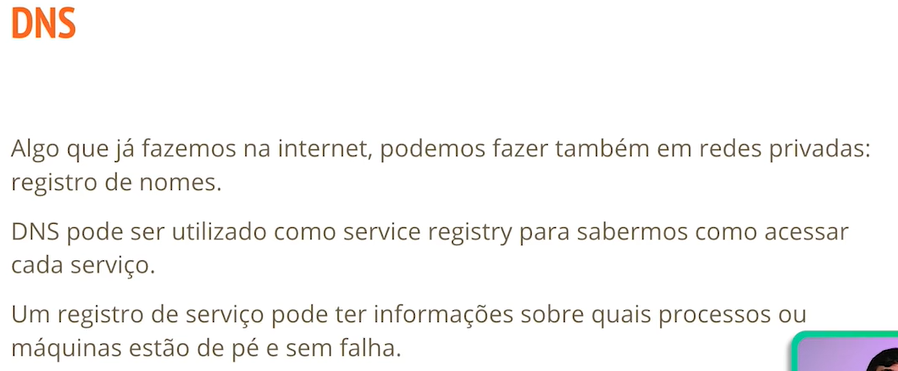 DNS
Algo que já fazemos na internet, podemos fazer também em redes privadas:
registro de nomes.
DNS pode ser utilizado como service registry para sabermos como acessar
cada serviço.
Um registro de serviço pode ter informações sobre quais processos ou
máquinas estão de pé e sem falha.